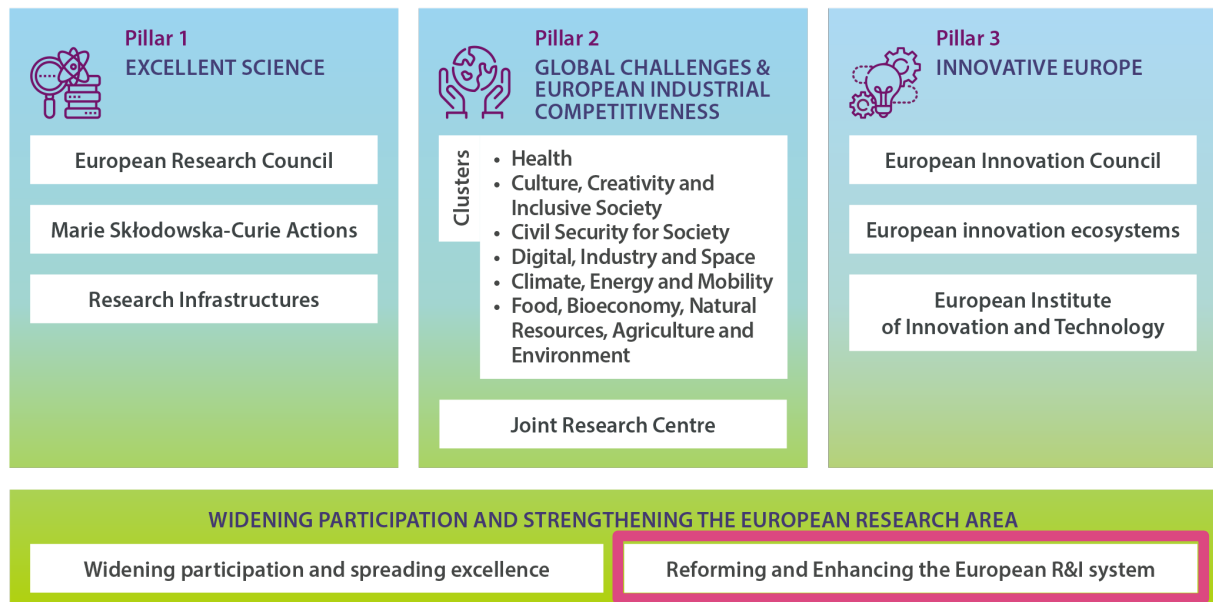 Pillar 1
EXCELLENT SCIENCE
European Research Council
Marie Skłodowska-Curie Actions
Research Infrastructures
Pillar 2
GLOBAL CHALLENGES &
EUROPEAN INDUSTRIAL
COMPETITIVENESS
Clusters
• Health
• Culture, Creativity and
Inclusive Society
• Civil Security for Society
• Digital, Industry and Space
• Climate, Energy and Mobility
• Food, Bioeconomy, Natural
Resources, Agriculture and
Environment
Joint Research Centre
Pillar 3
INNOVATIVE EUROPE
European Innovation Council
European innovation ecosystems
European Institute
of Innovation and Technology
WIDENING PARTICIPATION AND STRENGTHENING THE EUROPEAN RESEARCH AREA
Widening participation and spreading excellence
Reforming and Enhancing the European R&I system